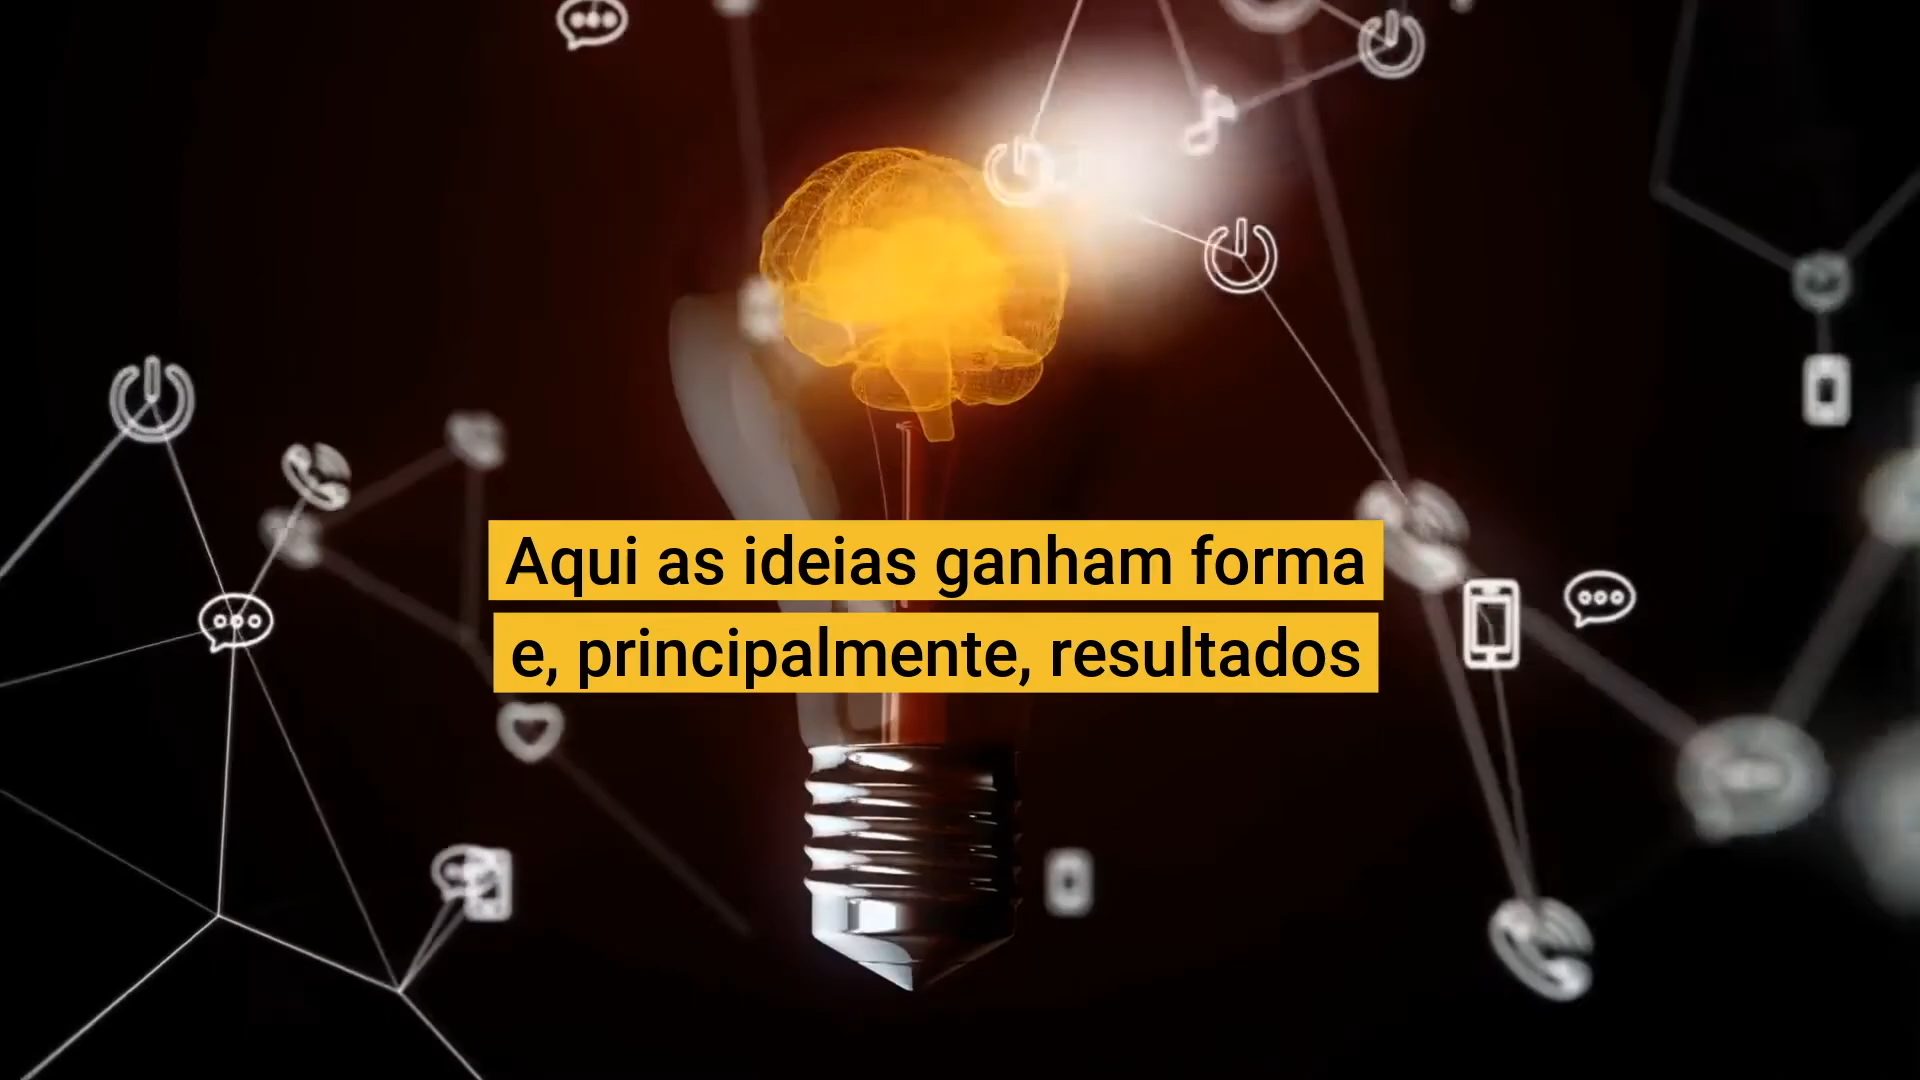 Aqui as ideias ganham forma
e, principalmente, resultados